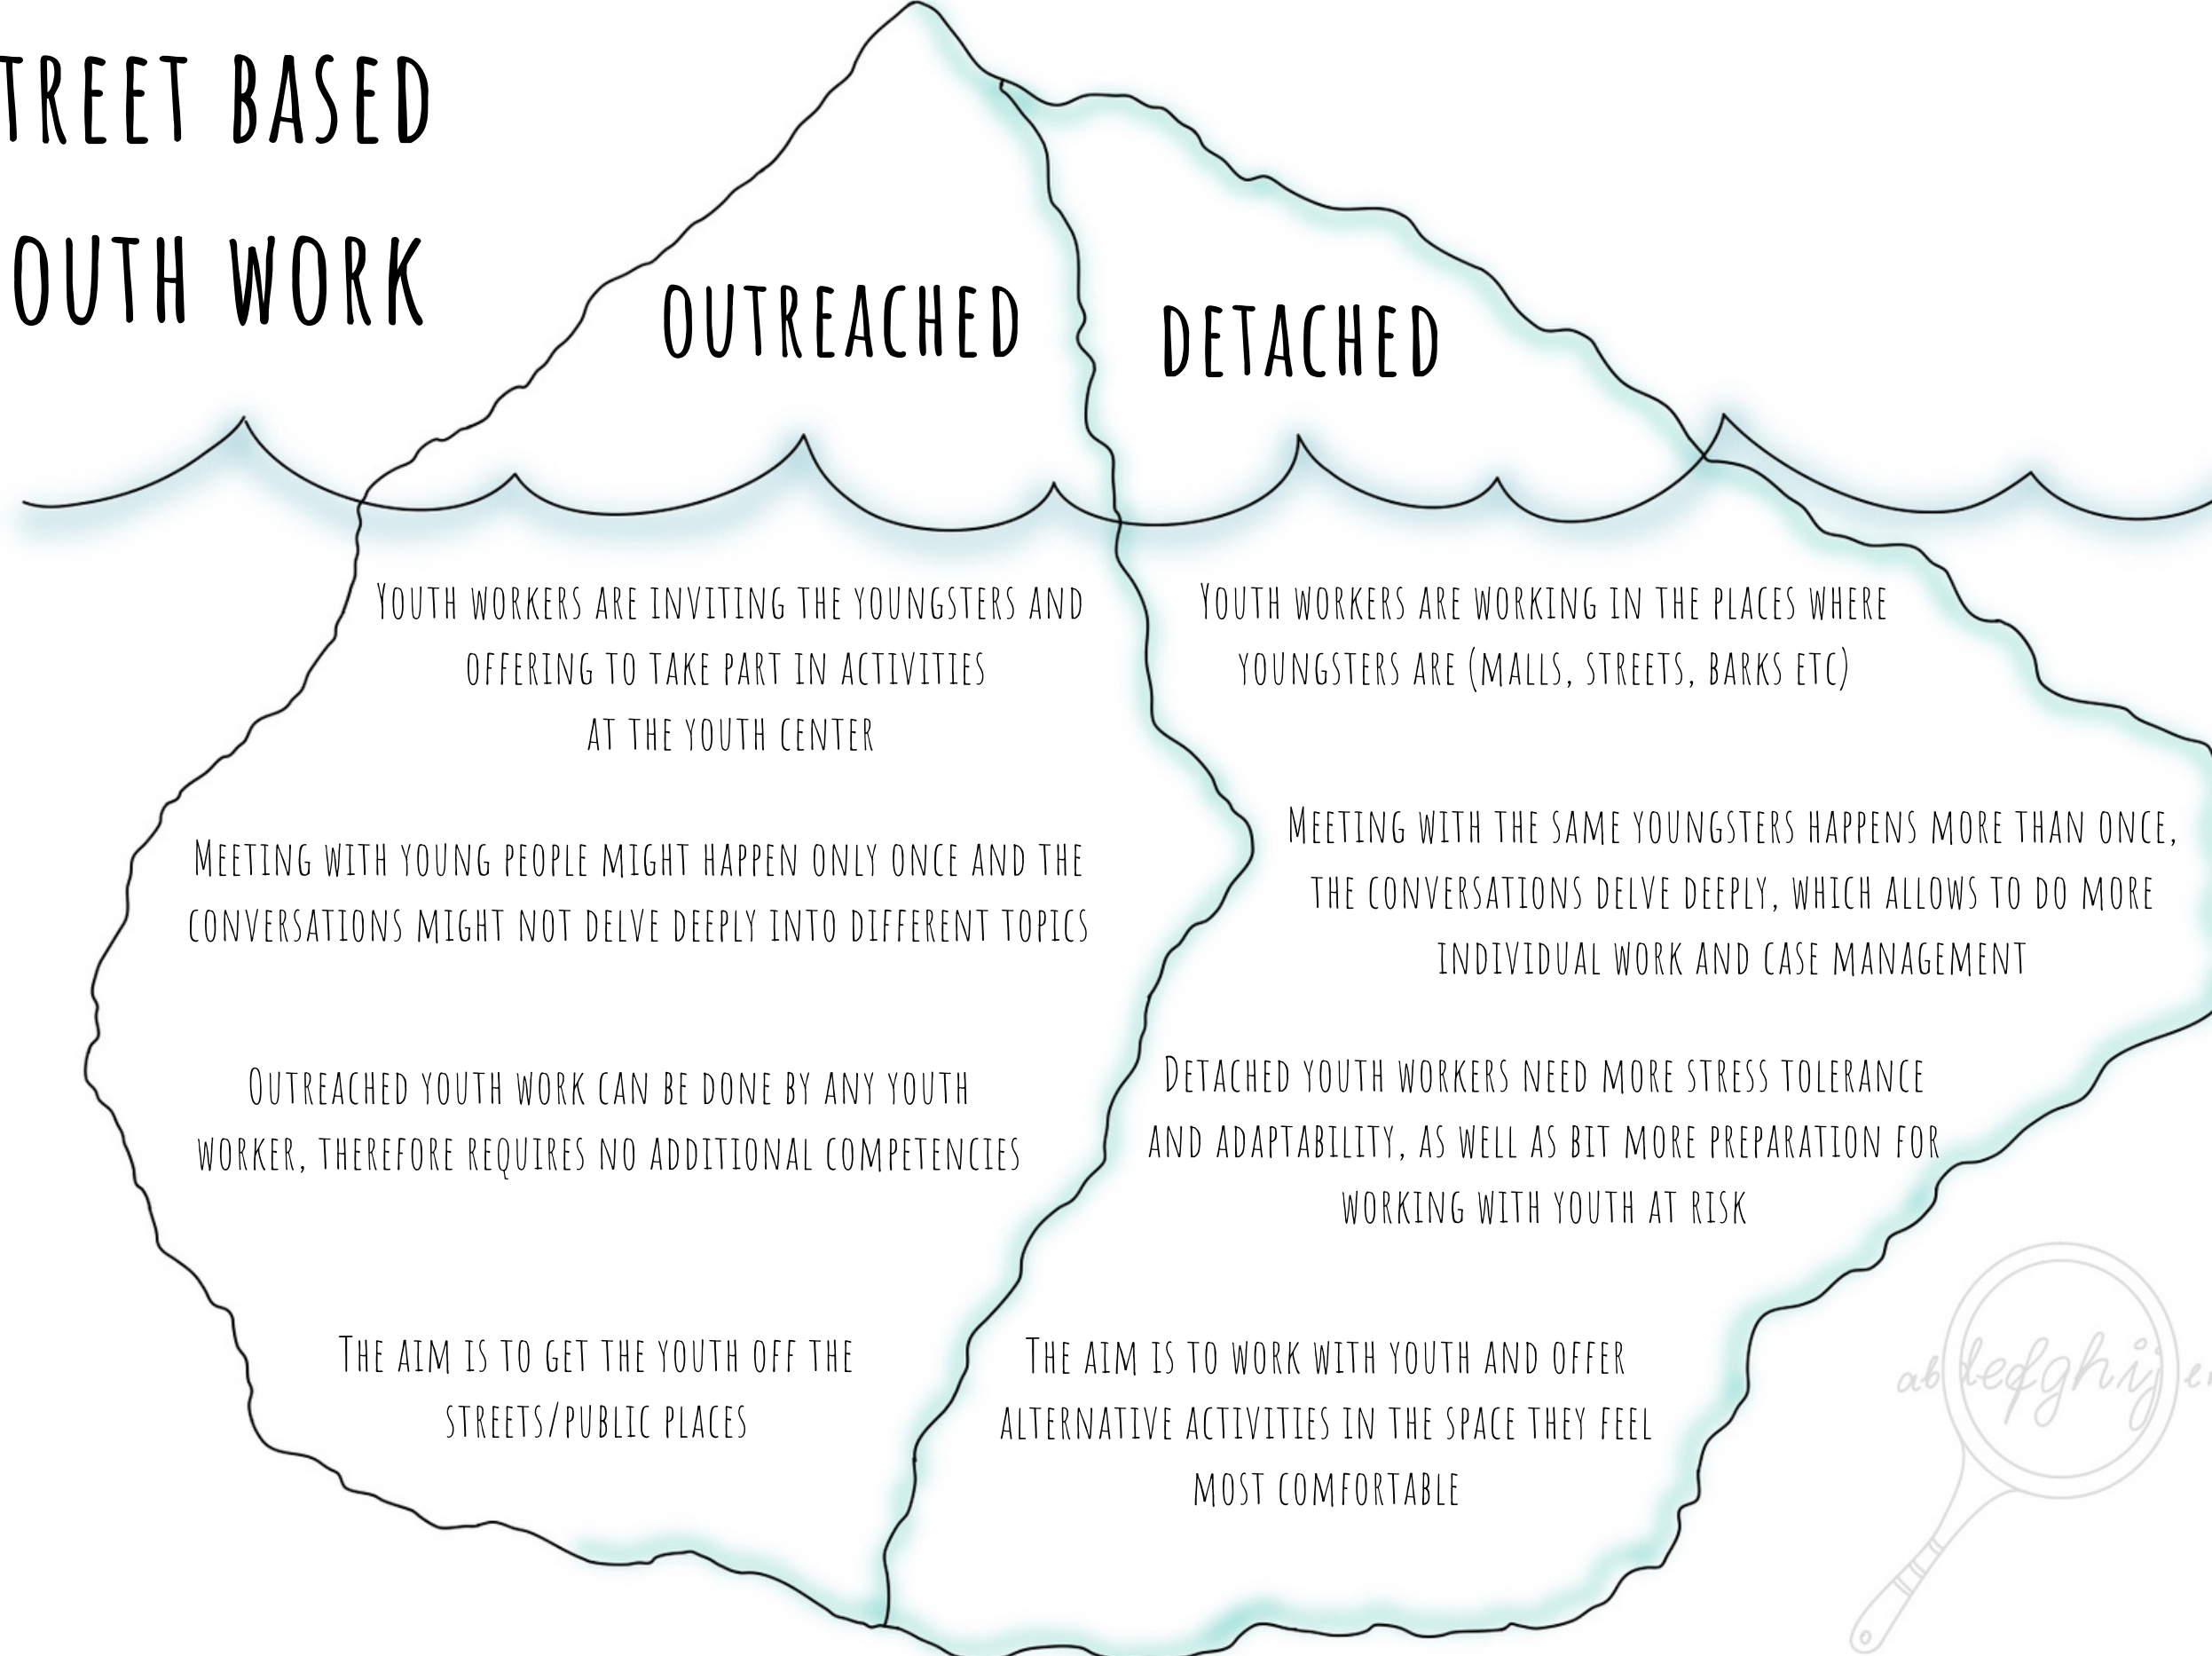 TREET BASED
OUTH WORK
OUTREACHED
DETACHED
YOUTH WORKERS ARE INVITING THE YOUNGSTERS AND
OFFERING TO TAKE PART IN ACTIVITIES
AT THE YOUTH CENTER
MEETING WITH YOUNG PEOPLE MIGHT HAPPEN ONLY ONCE AND THE
CONVERSATIONS MIGHT NOT DELVE DEEPLY INTO DIFFERENT TOPICS
OUTREACHED YOUTH WORK CAN BE DONE BY ANY YOUTH
WORKER, THEREFORE REQUIRES NO ADDITIONAL COMPETENCIES
THE AIM IS TO GET THE YOUTH OFF THE
STREETS/PUBLIC PLACES
YOUTH WORKERS ARE WORKING IN THE PLACES WHERE
YOUNGSTERS ARE (MALLS, STREETS, BARKS ETC)
MEETING WITH THE SAME YOUNGSTERS HAPPENS MORE THAN ONCE,
THE CONVERSATIONS DELVE DEEPLY, WHICH ALLOWS TO DO MORE
INDIVIDUAL WORK AND CASE MANAGEMENT
DETACHED YOUTH WORKERS NEED MORE STRESS TOLERANCE
AND ADAPTABILITY, AS WELL AS BIT MORE PREPARATION FOR
WORKING WITH YOUTH AT RISK
THE AIM IS TO WORK WITH YOUTH AND OFFER
ALTERNATIVE ACTIVITIES IN THE SPACE THEY FEEL
MOST COMFORTABLE